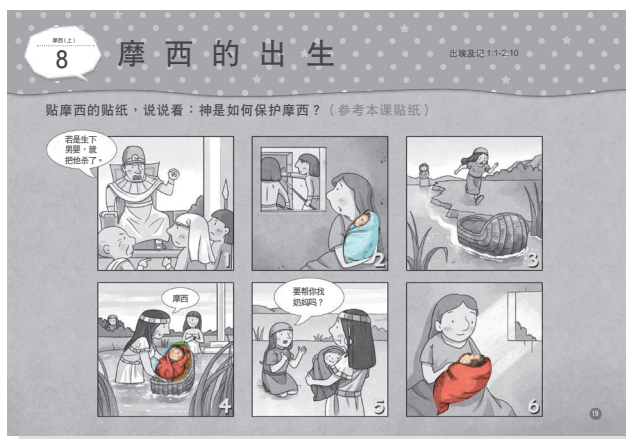 摩西(上)
8
摩西的出生
出埃及记 1:1-2:10
贴摩西的贴纸，说说看：神是如何保护摩西？（参考本课贴纸）
若是生下
男婴，就
把他杀了。
2
3
摩西
4
要帮你找
奶妈吗？
5
6
19